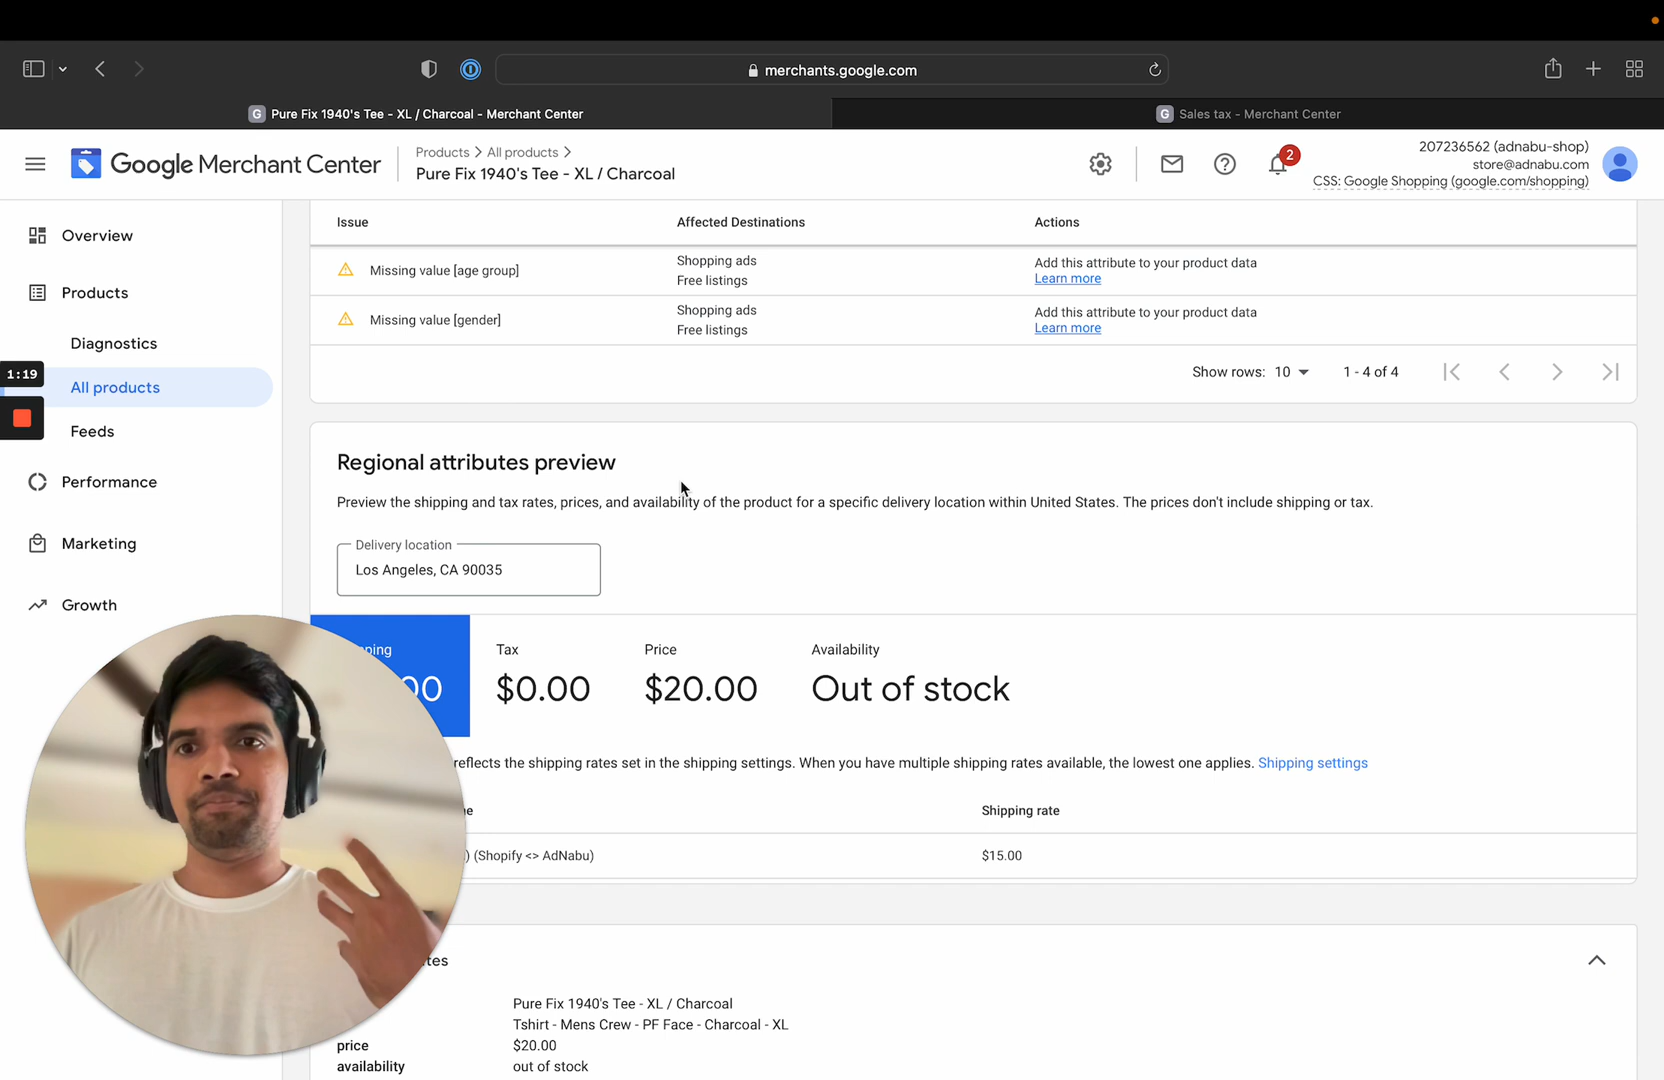 merchants.google.com
G Pure Fix 1940's Tee - XL / Charcoal - Merchant Center
G Sales tax - Merchant Center
Google Merchant Center
Products > All products >
Pure Fix 1940's Tee - XL / Charcoal
2
207236562 (adnabu-shop)
store@adnabu.com
CSS: Google Shopping (google.com/shopping)
Overview
Products
Diagnostics
1:19
All products
Feeds
Performance
Marketing
Growth
Issue Affected Destinations Actions
Missing value [age group]
Shopping ads
Free listings
Add this attribute to your product data
Learn more
Missing value [gender]
Shopping ads
Free listings
Add this attribute to your product data
Learn more
Show rows: 10 1 - 4 of 4
Regional attributes preview
Preview the shipping and tax rates, prices, and availability of the product for a specific delivery location within United States. The prices don't include shipping or tax.
Delivery location
Los Angeles, CA 90035
Tax Price Availability
$0.00 $20.00 Out of stock
reflects the shipping rates set in the shipping settings. When you have multiple shipping rates available, the lowest one applies. Shipping settings
Shipping rate
(Shopify <> AdNabu) $15.00
Pure Fix 1940's Tee - XL / Charcoal
Tshirt - Mens Crew - PF Face - Charcoal - XL
price $20.00
availability out of stock